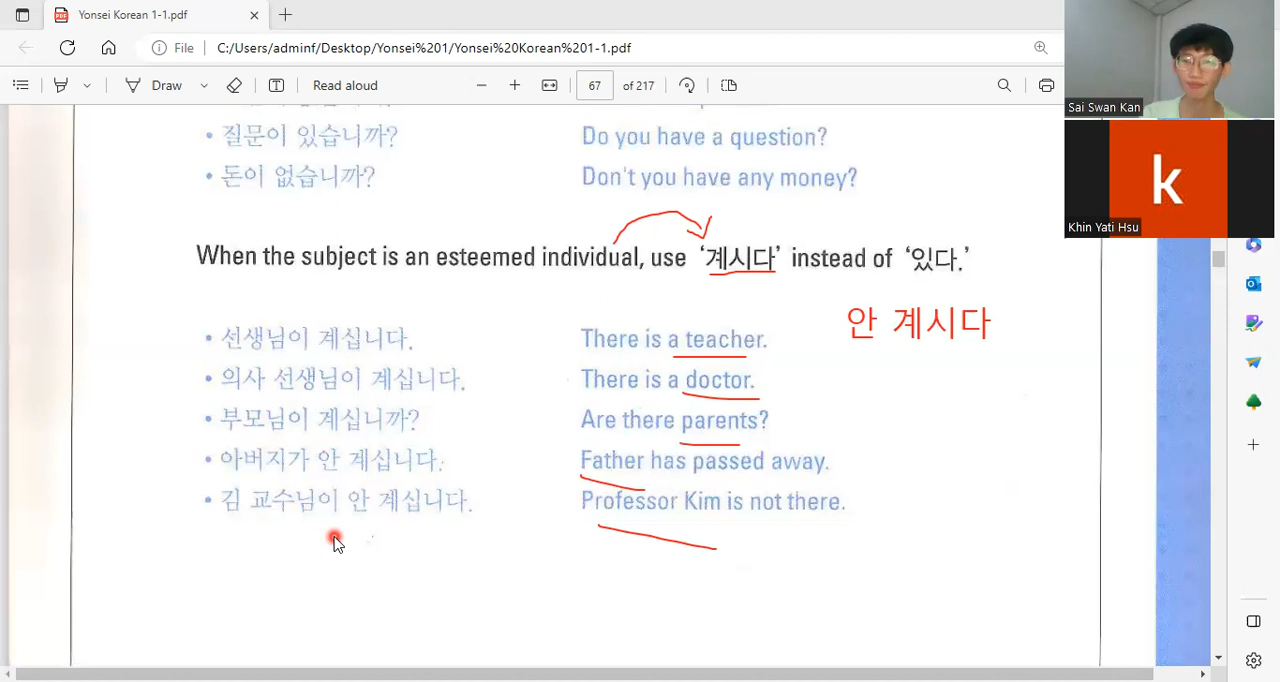 Yonsei Korean 1-1.pdf
File C:/Users/adminf/Desktop/Yonsei%201/Yonsei%20Korean%201-1.pdf
Draw Read aloud 67 of 217
Sai Swan Kan
• 질문이 있습니까? Do you have a question?
• 돈이 없습니까? Don't you have any money?
k
Khin Yati Hsu
When the subject is an esteemed individual, use ‘계시다’ instead of ‘있다.’
안 계시다
• 선생님이 계십니다. There is a teacher.
• 의사 선생님이 계십니다. There is a doctor.
• 부모님이 계십니까? Are there parents?
• 아버지가 안 계십니다. Father has passed away.
• 김 교수님이 안 계십니다. Professor Kim is not there.